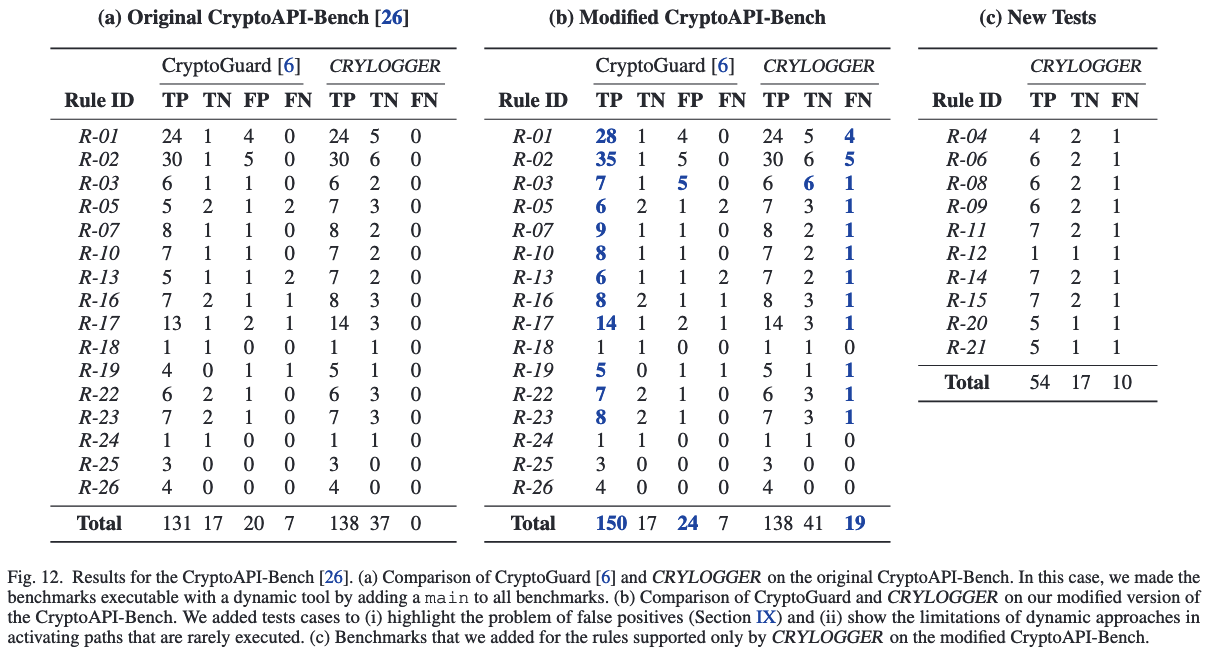 (a) Original CryptoAPI-Bench [26]
CryptoGuard [6] CRYLOGGER
Rule ID TP TN FP FN TP TN FN
R-01 24 1 4 0 24 5 0
R-02 30 1 5 0 30 6 0
R-03 6 1 1 0 6 2 0
R-05 5 2 1 2 7 3 0
R-07 8 1 1 0 8 2 0
R-10 7 1 1 0 7 2 0
R-13 5 1 1 2 7 2 0
R-16 7 2 1 1 8 3 0
R-17 13 1 2 1 14 3 0
R-18 1 1 0 0 1 1 0
R-19 4 0 1 1 5 1 0
R-22 6 2 1 0 6 3 0
R-23 7 2 1 0 7 3 0
R-24 1 1 0 0 1 1 0
R-25 3 0 0 0 3 0 0
R-26 4 0 0 0 4 0 0
Total 131 17 20 7 138 37 0
(b) Modified CryptoAPI-Bench
CryptoGuard [6] CRYLOGGER
Rule ID TP TN FP FN TP TN FN
R-01 28 1 4 0 24 5 4
R-02 35 1 5 0 30 6 5
R-03 7 1 5 0 6 6 1
R-05 6 2 1 2 7 3 1
R-07 9 1 1 0 8 2 1
R-10 8 1 1 0 7 2 1
R-13 6 1 1 2 7 2 1
R-16 8 2 1 1 8 3 1
R-17 14 1 2 1 14 3 1
R-18 1 1 0 0 1 1 0
R-19 5 0 1 1 5 1 1
R-22 7 2 1 0 6 3 1
R-23 8 2 1 0 7 3 1
R-24 1 1 0 0 1 1 0
R-25 3 0 0 0 3 0 0
R-26 4 0 0 0 4 0 0
Total 150 17 24 7 138 41 19
(c) New Tests
CRYLOGGER
Rule ID TP TN FN
R-04 4 2 1
R-06 6 2 1
R-08 6 2 1
R-09 6 2 1
R-11 7 2 1
R-12 1 1 1
R-14 7 2 1
R-15 7 2 1
R-20 5 1 1
R-21 5 1 1
Total 54 17 10
Fig. 12. Results for the CryptoAPI-Bench [26]. (a) Comparison of CryptoGuard [6] and CRYLOGGER on the original CryptoAPI-Bench. In this case, we made the
benchmarks executable with a dynamic tool by adding a main to all benchmarks. (b) Comparison of CryptoGuard and CRYLOGGER on our modified version of
the CryptoAPI-Bench. We added tests cases to (i) highlight the problem of false positives (Section IX) and (ii) show the limitations of dynamic approaches in
activating paths that are rarely executed. (c) Benchmarks that we added for the rules supported only by CRYLOGGER on the modified CryptoAPI-Bench.